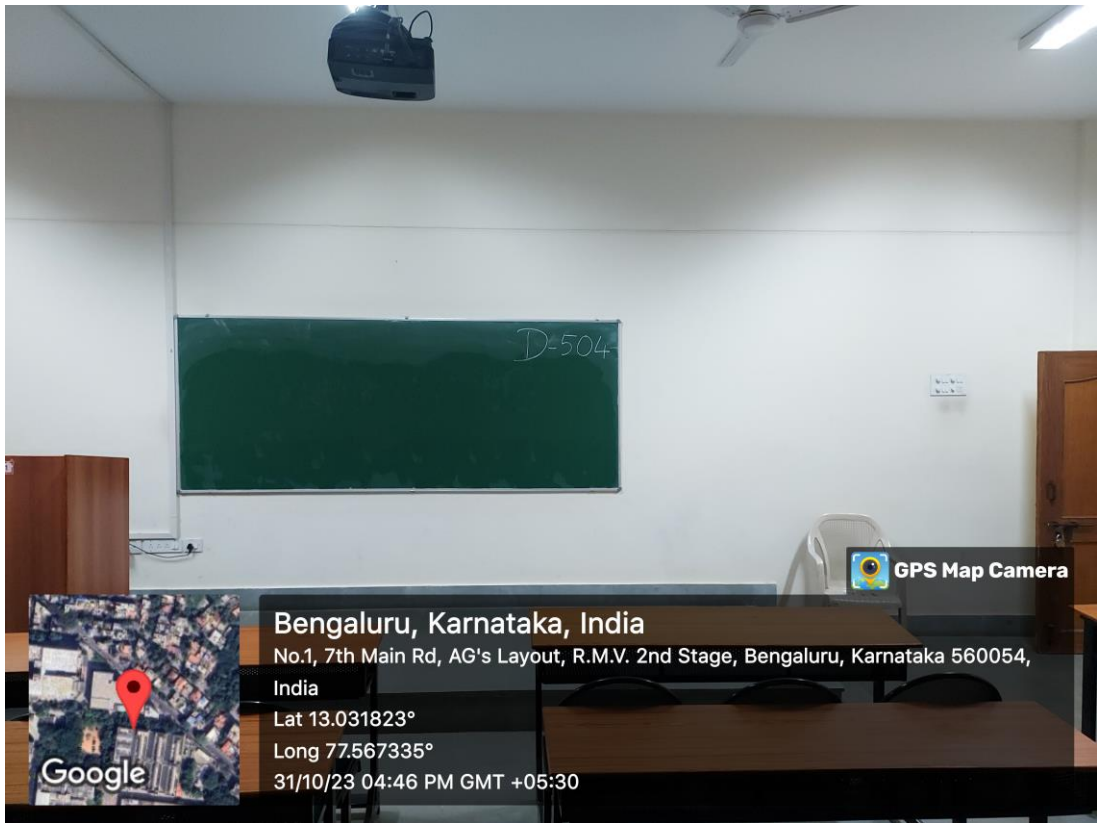 D-504
GPS Map Camera
Bengaluru, Karnataka, India
No.1, 7th Main Rd, AG's Layout, R.M.V. 2nd Stage, Bengaluru, Karnataka 560054,
India
Lat 13.031823°
Long 77.567335°
31/10/23 04:46 PM GMT +05:30
Google